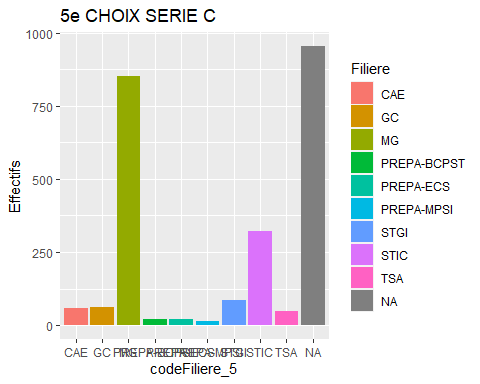 5e CHOIX SERIE C
1000
750
500
250
0
Effectifs
CAE GC STIC TSA NA
codeFiliere_5
Filiere
CAE
GC
MG
PREPA-BCPST
PREPA-ECS
PREPA-MPSI
STGI
STIC
TSA
NA